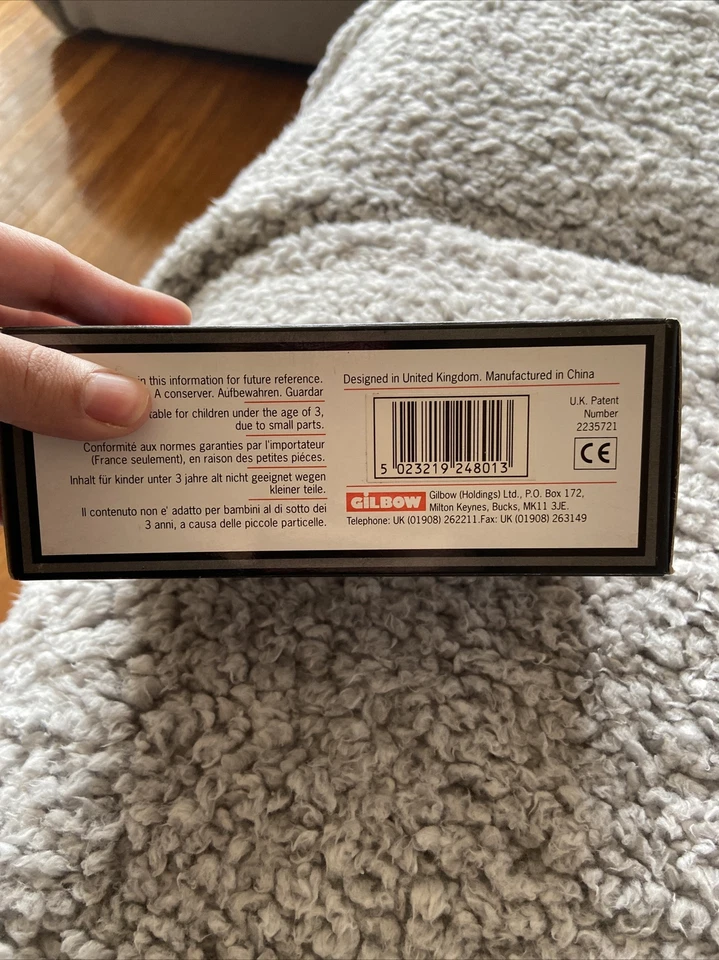 this information for future reference.
A conserver. Aufbewahren. Guardar
for children under the age of 3,
due to small parts.
Conformité aux normes garanties par l'importateur
(France seulement), en raison des petites piéces.
Inhalt für kinder unter 3 jahre alt nicht geeignet wegen
kleiner teile.
Il contenuto non e' adatto per bambini al di sotto dei
3 anni, a causa delle piccole particelle.
Designed in United Kingdom. Manufactured in China
U.K. Patent
Number
2235721
5 023219 248013
CE
GILBOW
Gilbow (Holdings) Ltd., P.O. Box 172,
Milton Keynes, Bucks, MK11 3JE.
Telephone: UK (01908) 262211.Fax: UK (01908) 263149